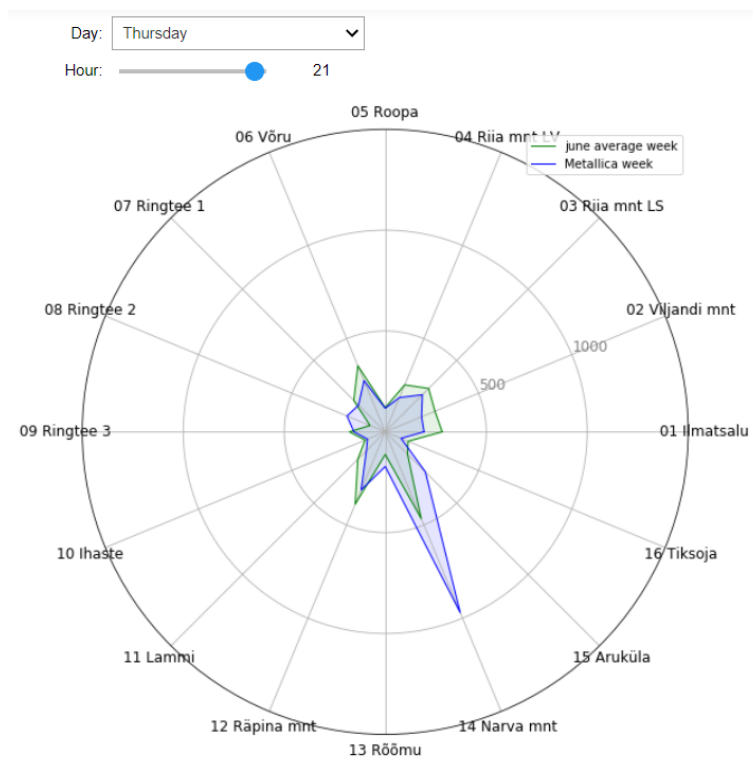 Day: Thursday
Hour: 21
05 Roopa
06 Võru
04 Riia mnt LV
june average week
Metallica week
07 Ringtee 1
03 Riia mnt LS
08 Ringtee 2
02 Viljandi mnt
1000
500
09 Ringtee 3
01 Ilmatsalu
10 Ihaste
16 Tiksoja
11 Lammi
15 Aruküla
12 Räpina mnt
14 Narva mnt
13 Rõõmu